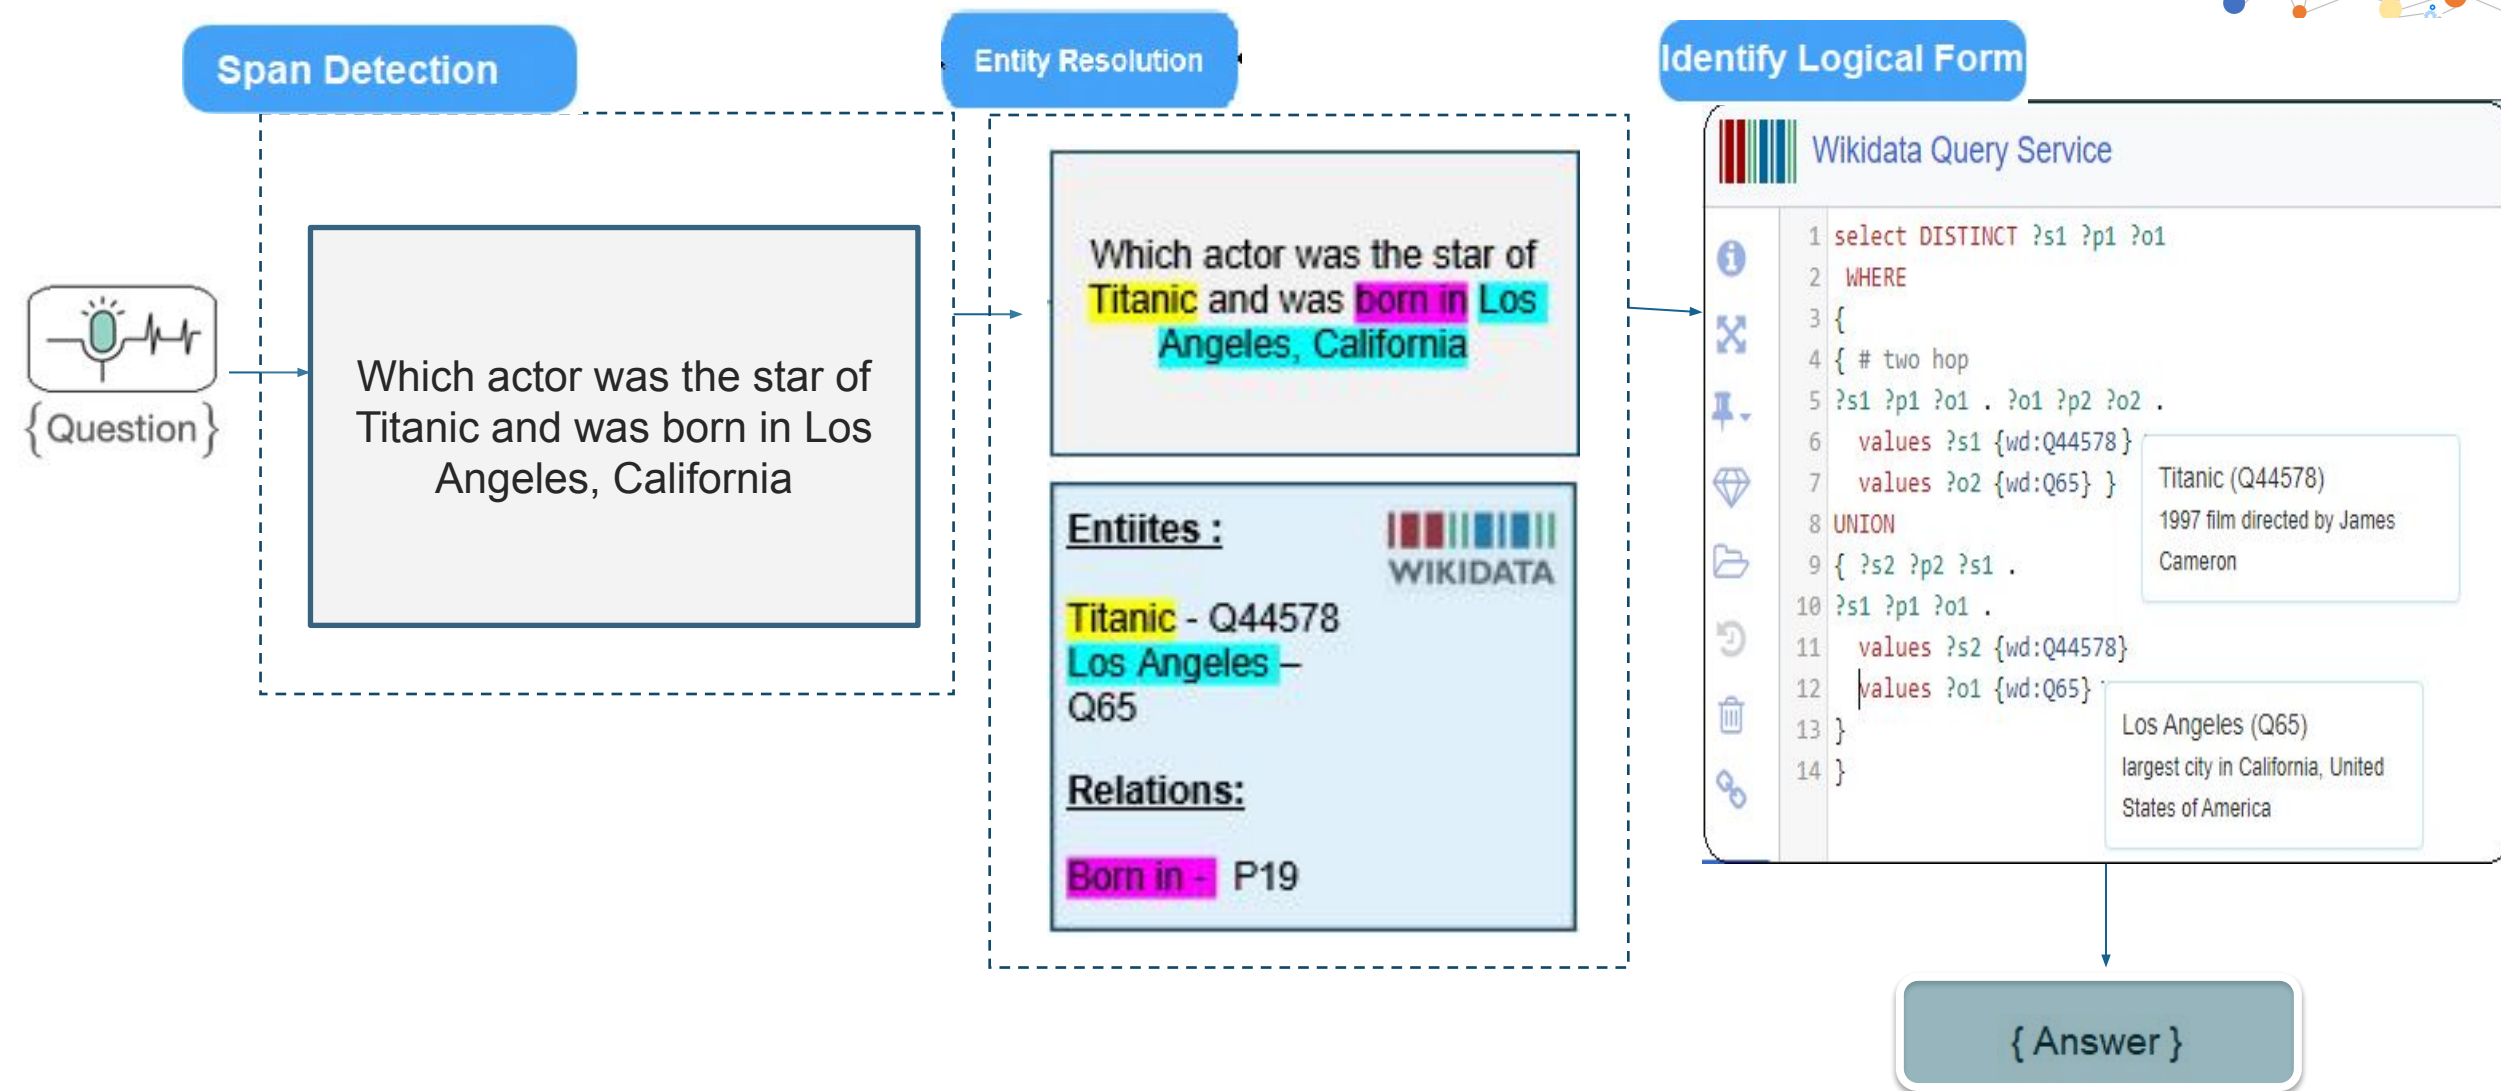 Span Detection
Entity Resolution
Identify Logical Form
{Question}
Which actor was the star of
Titanic and was born in Los
Angeles, California
Which actor was the star of
Titanic and was born in Los
Angeles, California
Entiites :
WIKIDATA
Titanic - Q44578
Los Angeles –
Q65
Relations:
Born in - P19
Wikidata Query Service
1 select DISTINCT ?s1 ?p1 ?o1
2 WHERE
3 {
4 { # two hop
5 ?s1 ?p1 ?o1 . ?o1 ?p2 ?o2 .
6 values ?s1 {wd:Q44578}
7 values ?o2 {wd:Q65} }
8 UNION
9 { ?s2 ?p2 ?s1 .
10 ?s1 ?p1 ?o1 .
11 values ?s2 {wd:Q44578}
12 values ?o1 {wd:Q65}
13 }
14 }
Titanic (Q44578)
1997 film directed by James
Cameron
Los Angeles (Q65)
largest city in California, United
States of America
{ Answer }